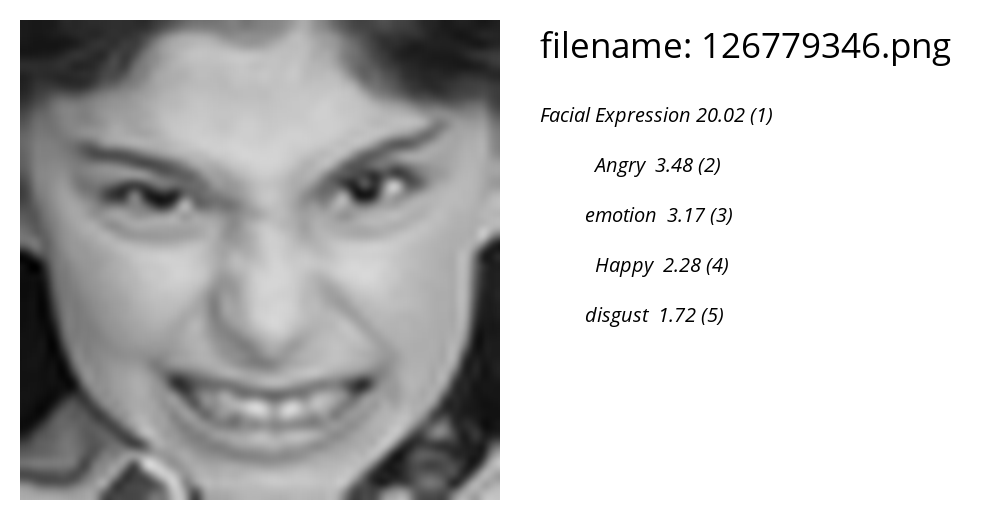 filename: 126779346.png
Facial Expression 20.02 (1)
Angry 3.48 (2)
emotion 3.17 (3)
Happy 2.28 (4)
disgust 1.72 (5)